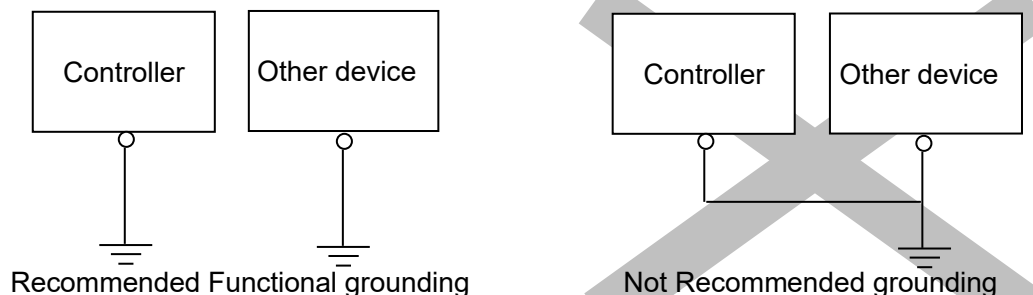 Controller
Other device
Controller
Other device
Recommended Functional grounding
Not Recommended grounding